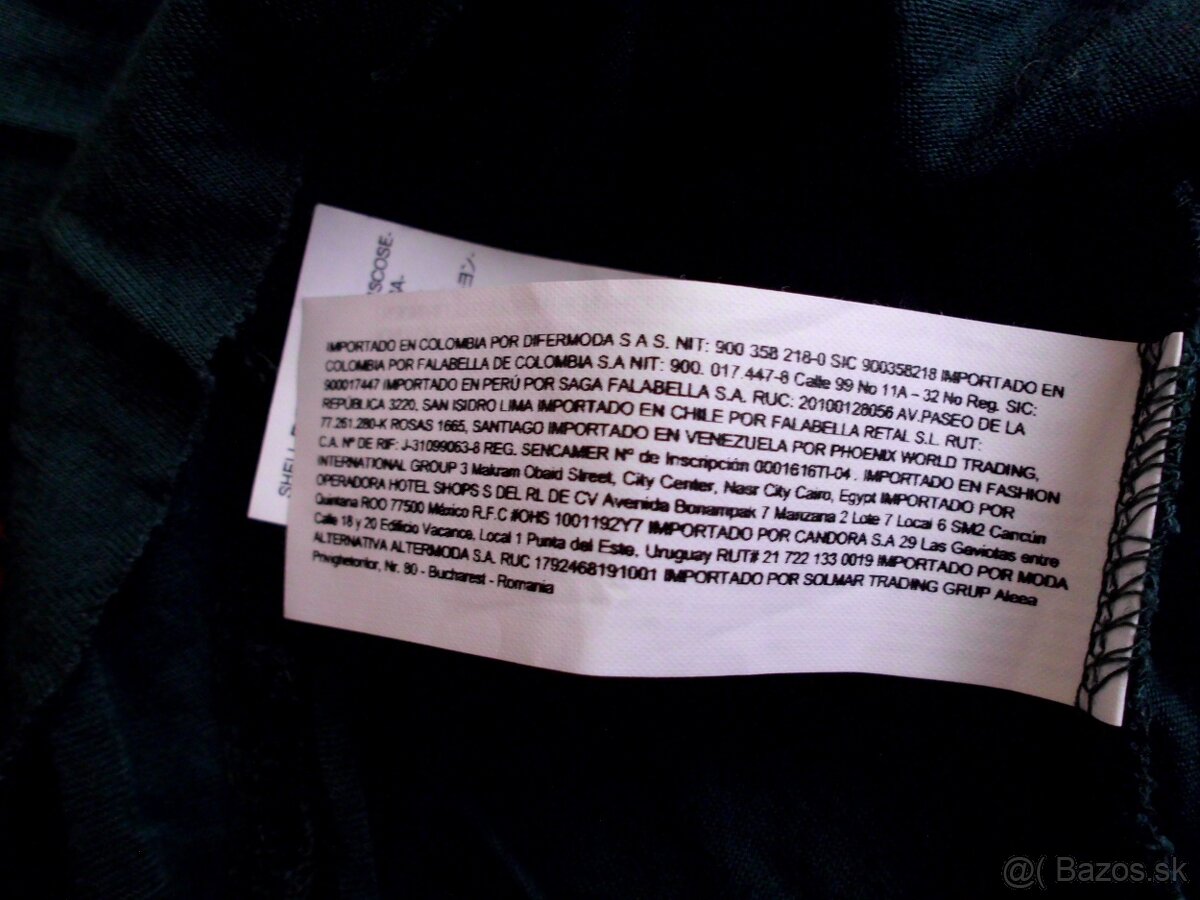 IMPORTADO EN COLOMBIA POR DIFERMODA S A S. NIT: 900 358 218-0 SIC 900358218 IMPORTADO EN
COLOMBIA POR FALABELLA DE COLOMBIA S.A NIT: 900. 017.447-8 Calle 99 No 11A – 32 No Reg. SIC:
900017447 IMPORTADO EN PERÚ POR SAGA FALABELLA S.A. RUC: 20100128056 AV.PASEO DE LA
REPÚBLICA 3220, SAN ISIDRO LIMA IMPORTADO EN CHILE POR FALABELLA RETAL S.L. RUT:
77.261.280-K ROSAS 1665, SANTIAGO IMPORTADO EN VENEZUELA POR PHOENIX WORLD TRADING,
C.A. Nº DE RIF: J-31099063-8 REG. SENCAMER Nº de Inscripción 0001616TI-04 . IMPORTADO EN FASHION
INTERNATIONAL GROUP 3 Makram Obaid Street, City Center, Nasr City Cairo, Egypt IMPORTADO POR
OPERADORA HOTEL SHOPS S DEL RL DE CV Avenida Bonampak 7 Manzana 2 Lote 7 Local 6 SM2 Cancún
Quintana ROO 77500 México R.F.C #OHS 1001192Y7 IMPORTADO POR CANDORA S.A 29 Las Gaviotas entre
Calle 18 y 20 Edificio Vacance, Local 1 Punta del Este, Uruguay RUT# 21 722 133 0019 IMPORTADO POR MODA
ALTERNATIVA ALTERMODA S.A. RUC 1792468191001 IMPORTADO POR SOLMAR TRADING GRUP Aleea
Privighetorilor, Nr. 80 - Bucharest - Romania
@( Bazos.sk